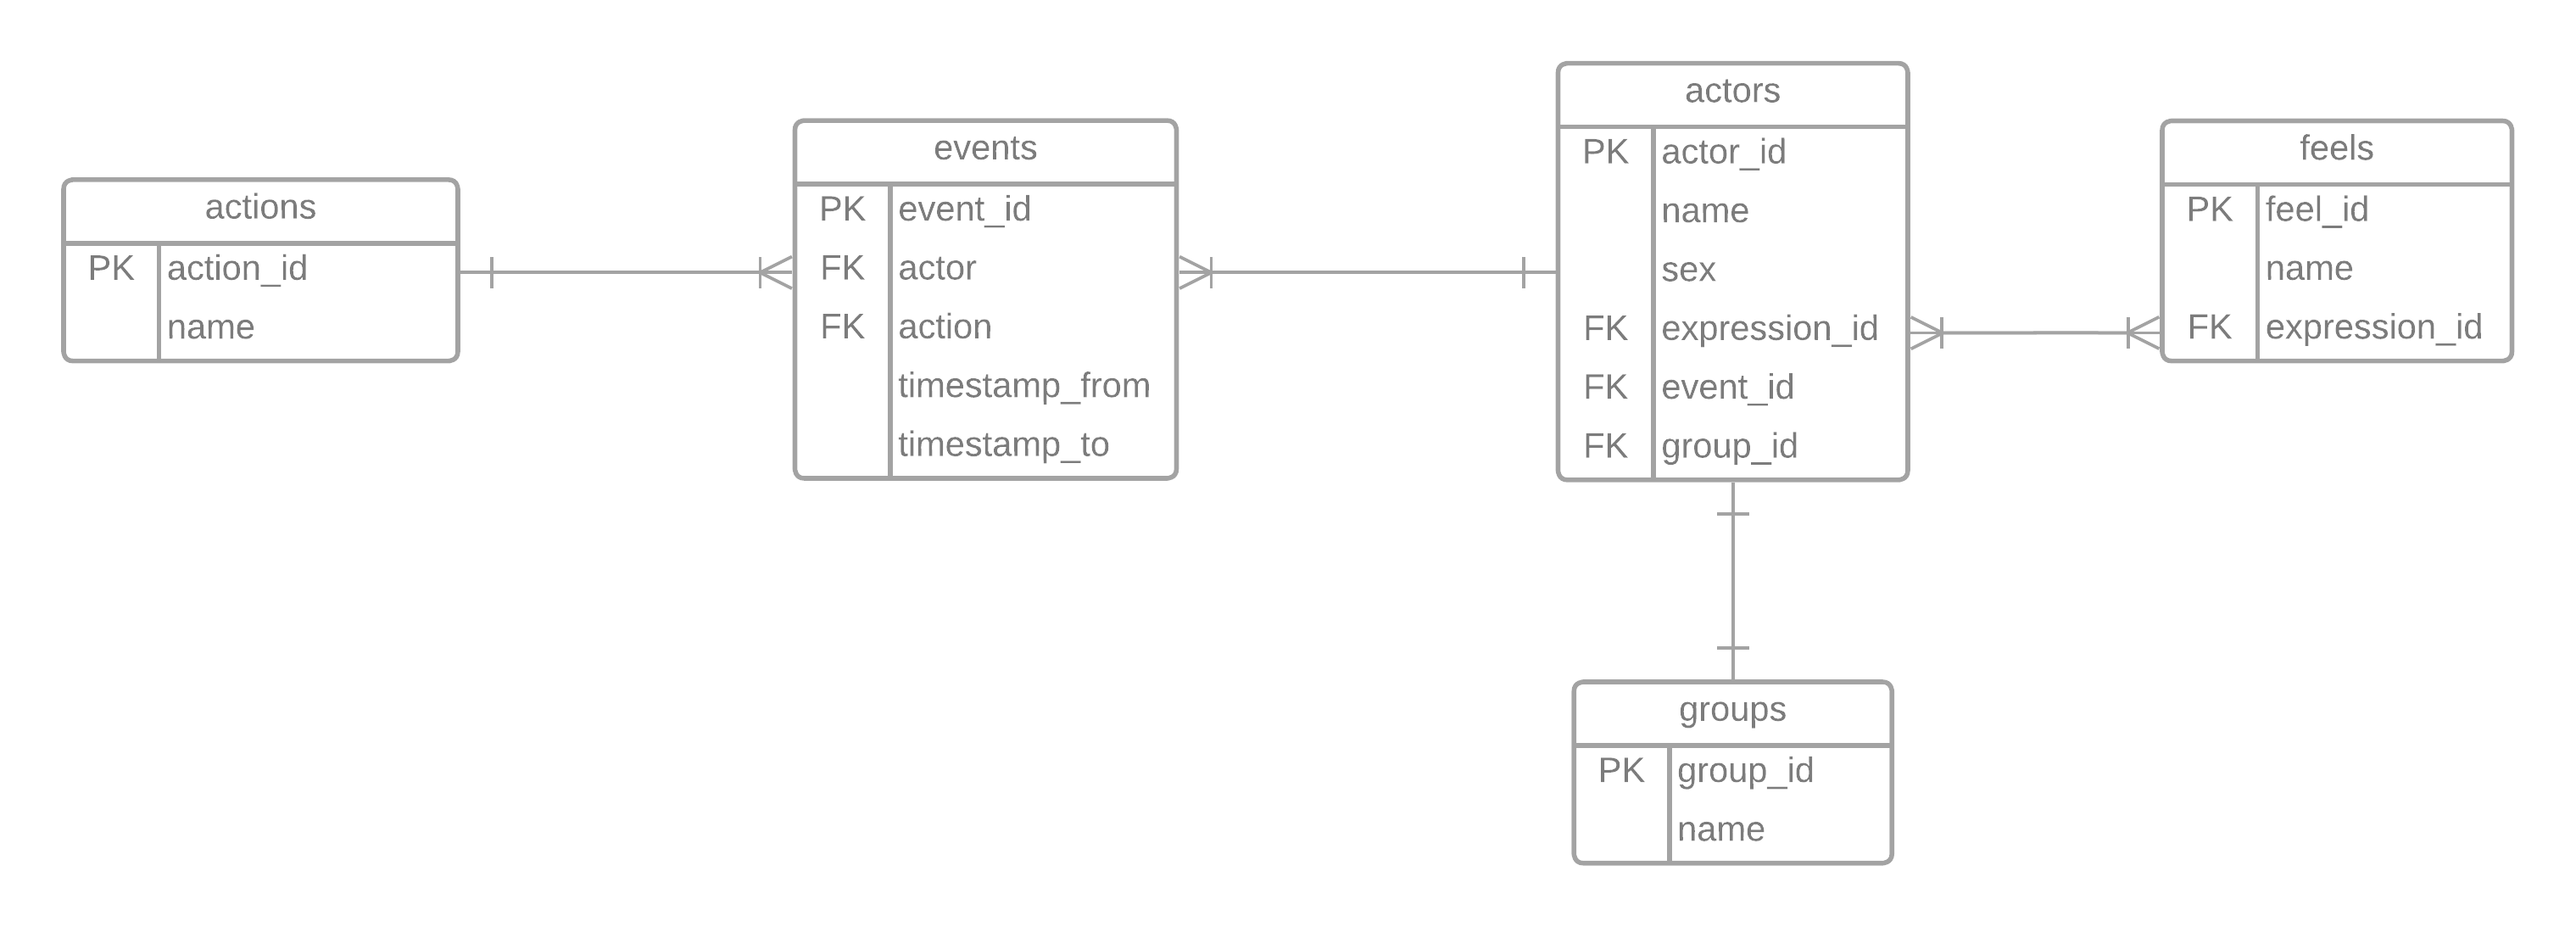 actions
PK action_id
name
events
PK event_id
FK actor
FK action
timestamp_from
timestamp_to
actors
PK actor_id
name
sex
FK expression_id
FK event_id
FK group_id
feels
PK feel_id
name
FK expression_id
groups
PK group_id
name